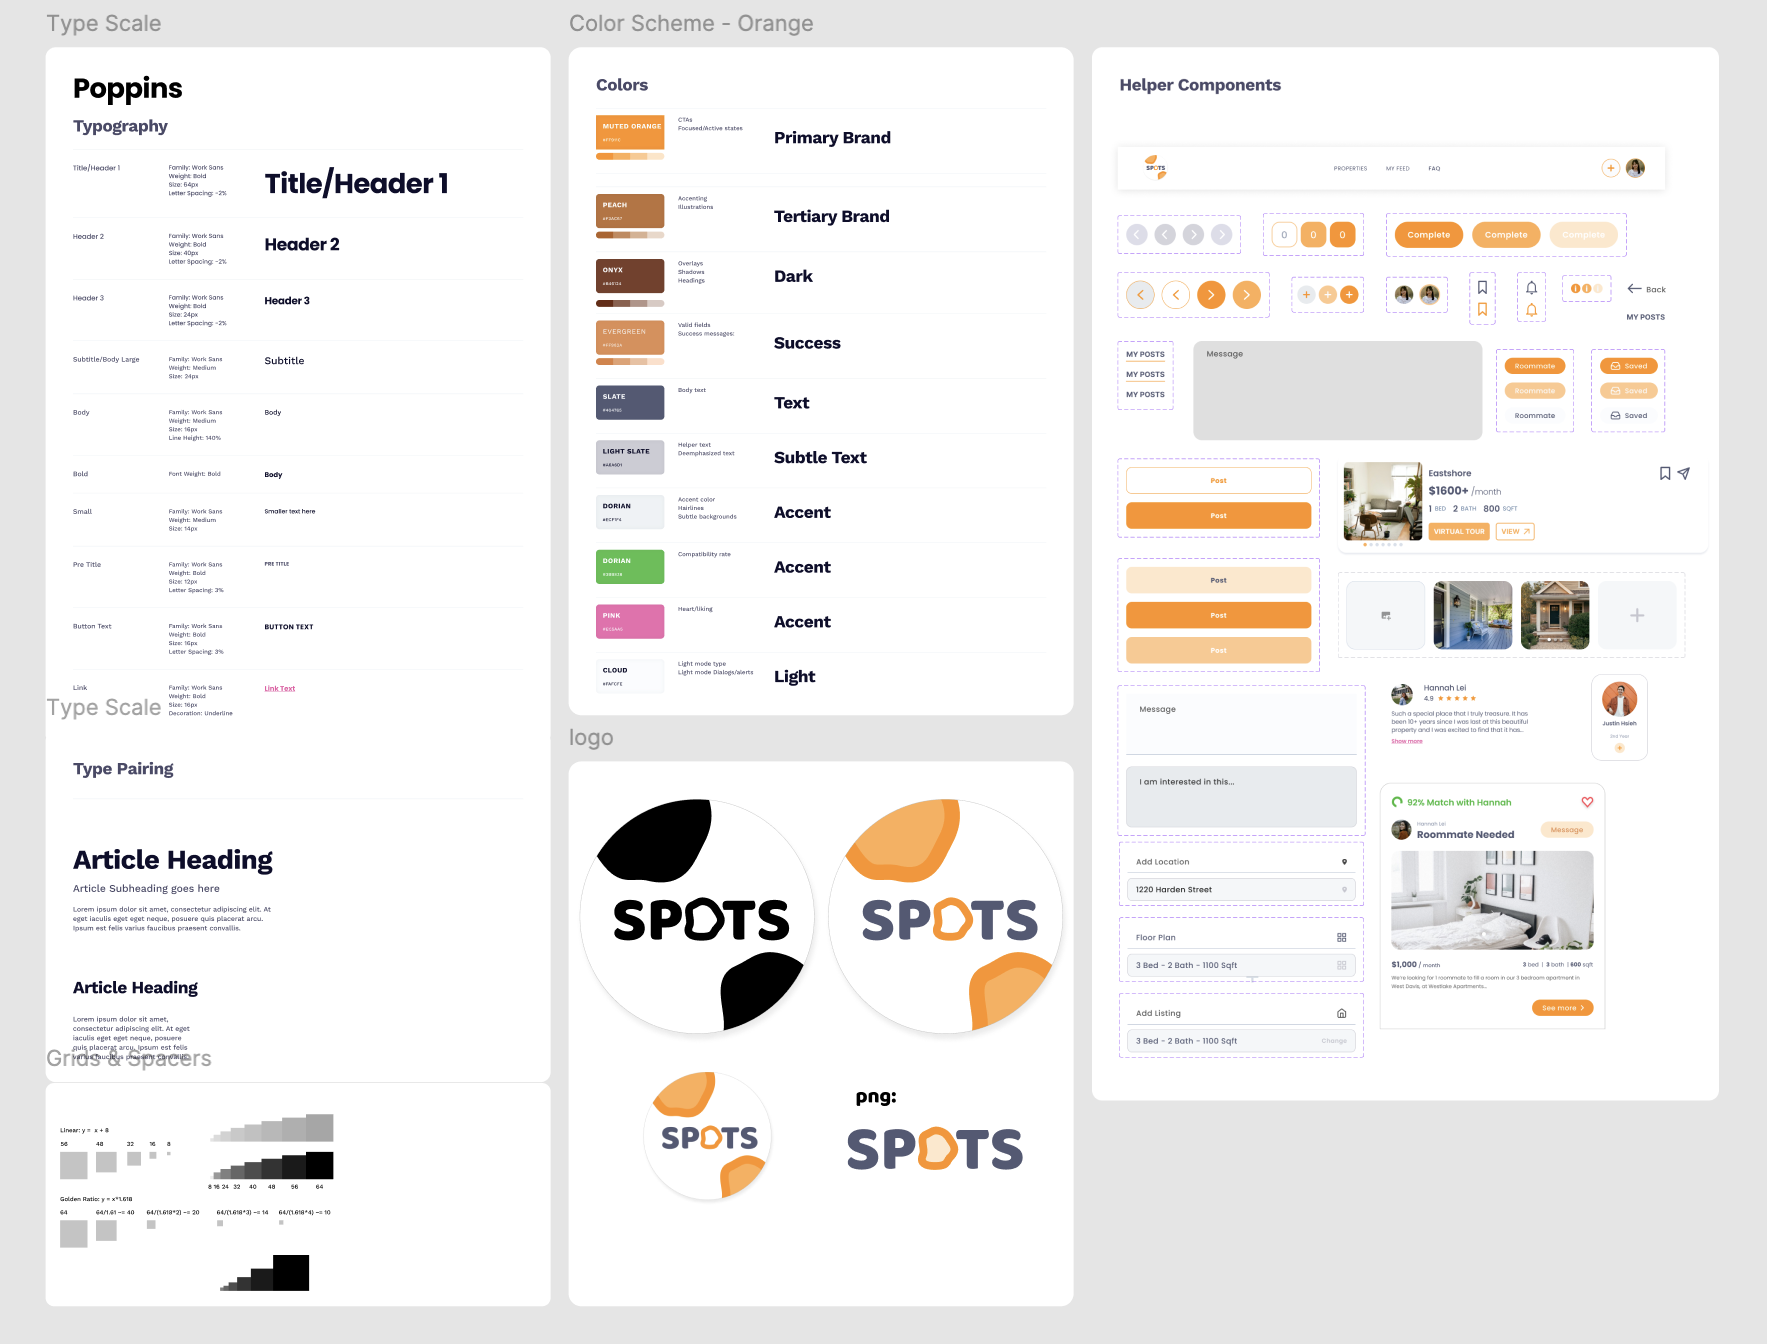 Type Scale
Poppins
Typography
Title/Header 1
Family: Work Sans
Weight: Bold
Size: 64px
Letter Spacing: -2%
Title/Header 1
Header 2
Family: Work Sans
Weight: Bold
Size: 40px
Letter Spacing: -2%
Header 2
Header 3
Family: Work Sans
Weight: Bold
Size: 24px
Letter Spacing: -2%
Header 3
Subtitle/Body Large
Family: Work Sans
Weight: Medium
Size: 24px
Subtitle
Body
Family: Work Sans
Weight: Medium
Size: 16px
Line Height: 140%
Body
Bold
Font Weight: Bold
Body
Small
Family: Work Sans
Weight: Medium
Size: 14px
Smaller text here
Pre Title
Family: Work Sans
Weight: Bold
Size: 12px
Letter Spacing: 3%
PRE TITLE
Button Text
Family: Work Sans
Weight: Bold
Size: 16px
Letter Spacing: 3%
BUTTON TEXT
Link
Family: Work Sans
Weight: Bold
Size: 16px
Decoration: Underline
Link Text
Type Scale
Type Pairing
Article Heading
Article Subheading goes here
Lorem ipsum dolor sit amet, consectetur adipiscing elit. At
eget iaculis eget eget neque, posuere quis placerat arcu.
Ipsum est felis varius faucibus praesent convallis.
Article Heading
Lorem ipsum dolor sit amet,
consectetur adipiscing elit. At eget
iaculis eget eget neque, posuere
quis placerat arcu. Ipsum est felis
varius faucibus praesent convallis.
Grids & Spacers
Linear: y = x + 8
56 48 32 16 8
8 16 24 32 40 48 56 64
Golden Ratio: y = x*1.618
64 64/1.61 ~= 40 64/(1.618*2) ~= 20 64/(1.618*3) ~= 14 64/(1.618*4) ~= 10
Color Scheme - Orange
Colors
MUTED ORANGE
CTAs
Focused/Active states
Primary Brand
PEACH
Accenting
Illustrations
Tertiary Brand
ONYX
Overlays
Shadows
Headings
Dark
EVERGREEN
Valid fields
Success messages:
Success
SLATE
Body text
Text
LIGHT SLATE
Helper text
Deemphasized text
Subtle Text
DORIAN
#ECF1F4
Accent color
Hairlines
Subtle backgrounds
Accent
DORIAN
Compatibility rate
Accent
PINK
Heart/liking
Accent
CLOUD
#FAFCFE
Light mode type
Light mode Dialogs/alerts
Light
logo
SPOTS
SPOTS
SPOTS
png:
SPOTS
Helper Components
SPOTS
PROPERTIES MY FEED FAQ
0 0 0
Complete Complete Complete
Back
MY POSTS
MY POSTS
MY POSTS
MY POSTS
Message
Roommate
Roommate
Roommate
Saved
Saved
Saved
Post
Post
Eastshore
$1600+ /month
1 BED 2 BATH 800 SQFT
VIRTUAL TOUR VIEW
Post
Post
Post
Message
I am interested in this...
Hannah Lei
4.9
Such a special place that I truly treasure. It has
been 10+ years since I was last at this beautiful
property and I was excited to find that it has...
Show more
Justin Hsieh
3rd Year
Add Location
1220 Harden Street
Floor Plan
3 Bed - 2 Bath - 1100 Sqft
Add Listing
3 Bed - 2 Bath - 1100 Sqft
Change
92% Match with Hannah
Hannah Lei
Roommate Needed
Message
$1,000 / month
3 bed | 3 bath | 600 sqft
We're looking for 1 roommate to fill a room in our 3 bedroom apartment in
West Davis, at Westlake Apartments...
See more